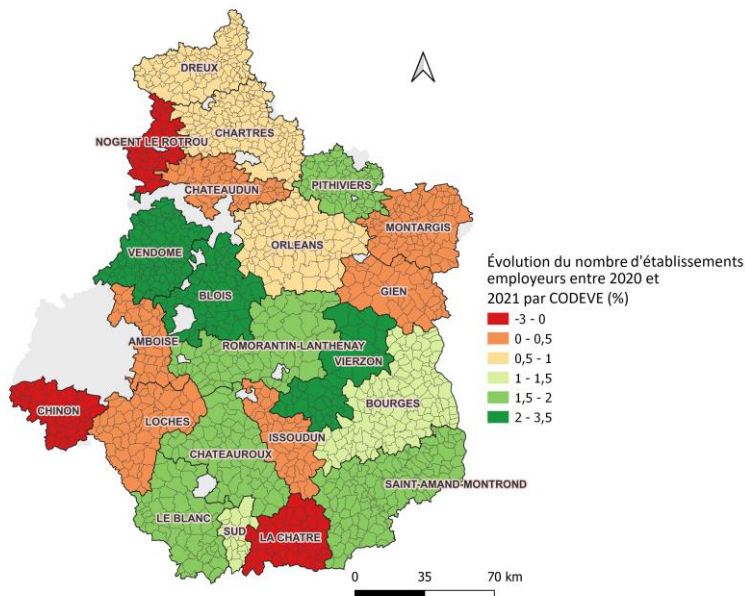 DREUX
CHARTRES
NOGENT LE ROTROU
CHATEAUDUN
PITHIVIERS
MONTARGIS
ORLEANS
VENDOME
GIEN
BLOIS
AMBOISE
ROMORANTIN-LANTHENAY
VIERZON
BOURGES
CHINON
LOCHES
ISSOUDUN
CHATEAUROUX
SAINT-AMAND-MONTROND
LE BLANC
SUD
LA CHATRE
Évolution du nombre d'établissements
employeurs entre 2020 et
2021 par CODEVE (%)
-3 - 0
0 - 0,5
0,5 - 1
1 - 1,5
1,5 - 2
2 - 3,5
0 35 70 km